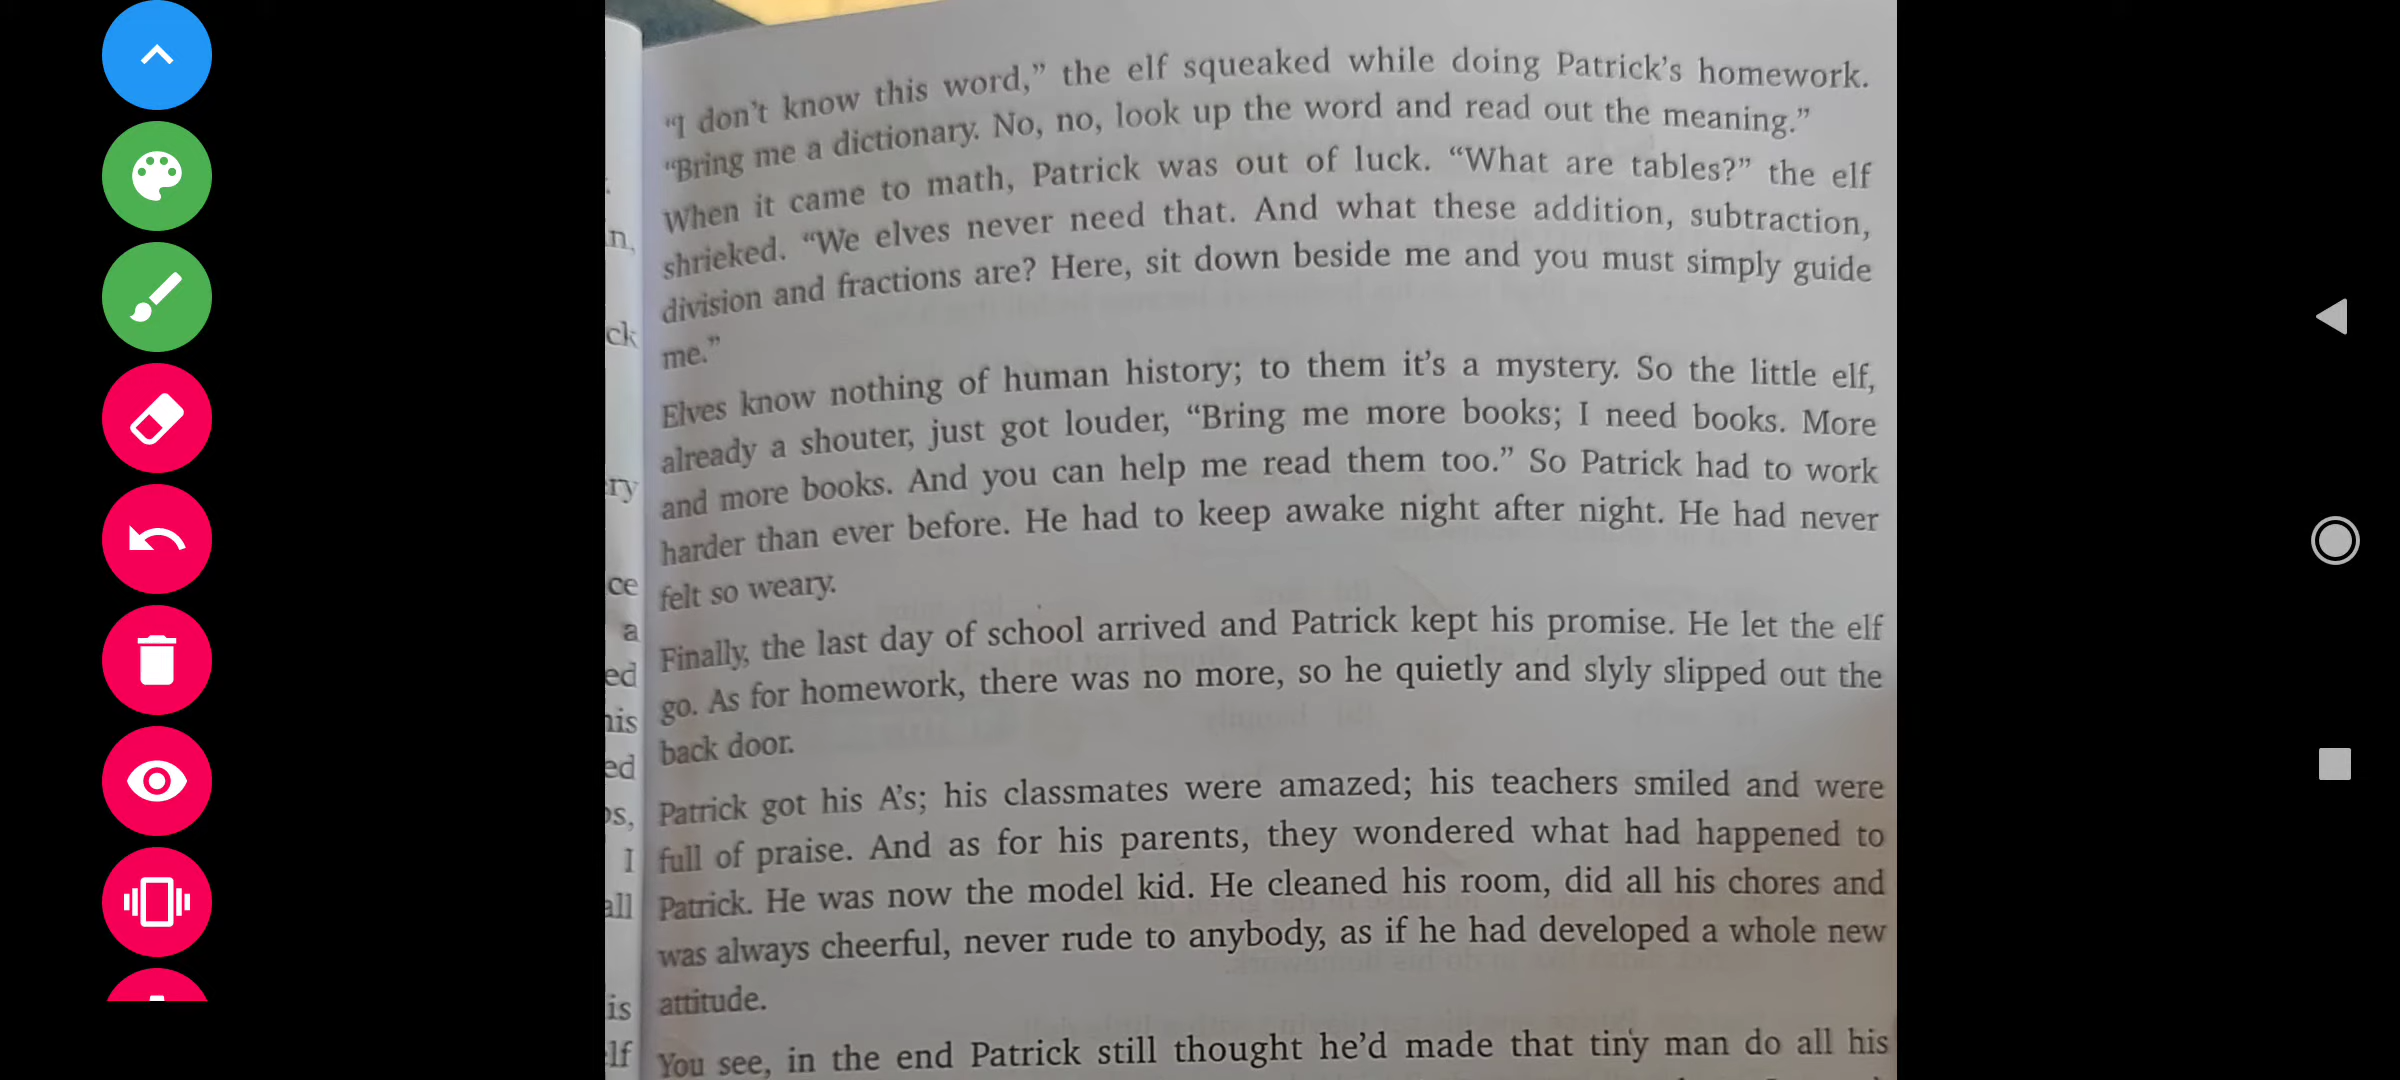 "I don't know this word," the elf squeaked while doing Patrick's homework.
"Bring me a dictionary. No, no, look up the word and read out the meaning."
When it came to math, Patrick was out of luck. "What are tables?" the elf
shrieked. "We elves never need that. And what these addition, subtraction,
division and fractions are? Here, sit down beside me and you must simply guide
me."
Elves know nothing of human history; to them it's a mystery. So the little elf,
already a shouter, just got louder, "Bring me more books; I need books. More
and more books. And you can help me read them too." So Patrick had to work
harder than ever before. He had to keep awake night after night. He had never
felt so weary.
Finally, the last day of school arrived and Patrick kept his promise. He let the elf
go. As for homework, there was no more, so he quietly and slyly slipped out the
back door.
Patrick got his A's; his classmates were amazed; his teachers smiled and were
full of praise. And as for his parents, they wondered what had happened to
Patrick. He was now the model kid. He cleaned his room, did all his chores and
was always cheerful, never rude to anybody, as if he had developed a whole new
attitude.
You see, in the end Patrick still thought he'd made that tiny man do all his